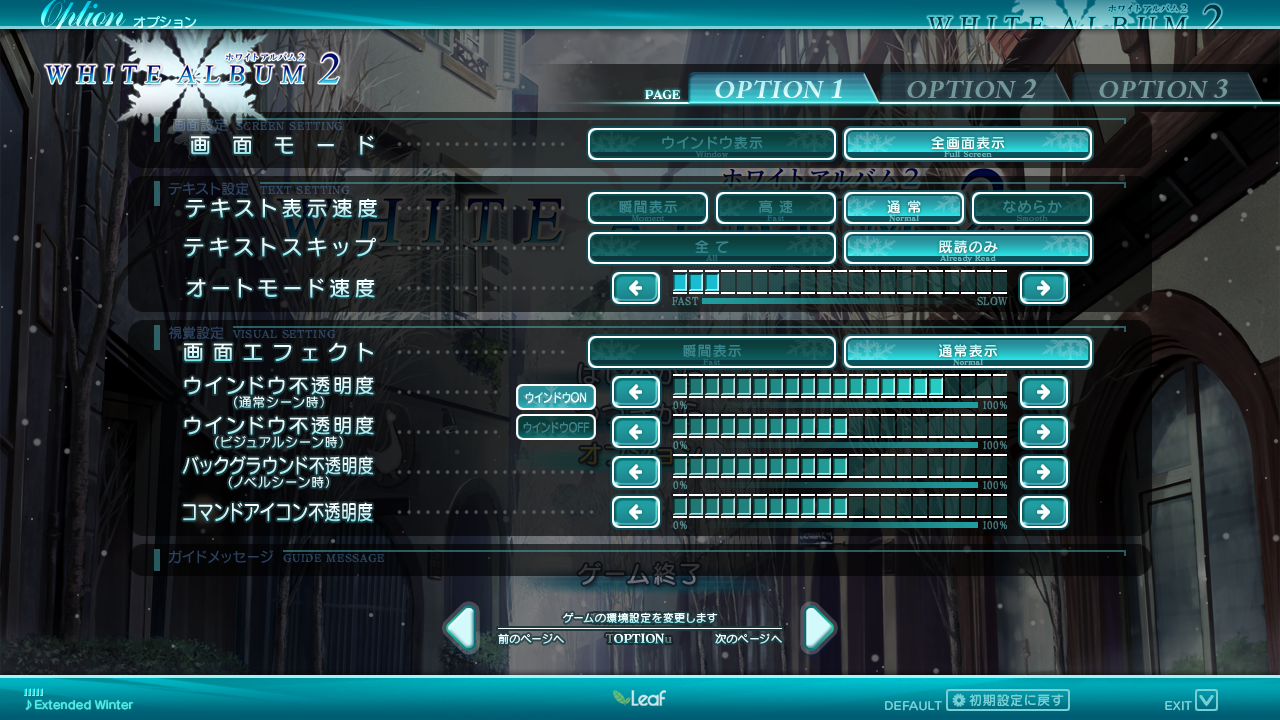 Option オプション
ホワイトアルバム2
WHITE ALBUM 2
ホワイトアルバム2
WHITE ALBUM 2
PAGE OPTION 1 OPTION 2 OPTION 3
画面設定 SCREEN SETTING
画面モード ウインドウ表示 Window 全画面表示 Full Screen
ホワイトアルバム2
テキスト設定 TEXT SETTING
テキスト表示速度 瞬間表示 Moment 高速 Fast 通常 Normal なめらか Smooth
テキストスキップ 全て All 既読のみ Already Read
オートモード速度
FAST SLOW
視覚設定 VISUAL SETTING
画面エフェクト 瞬間表示 Fast 通常表示 Normal
ウインドウ不透明度
(通常シーン時)
ウインドウON
0% 100%
ウインドウ不透明度
(ビジュアルシーン時)
ウインドウOFF
0% 100%
バックグラウンド不透明度
(ノベルシーン時)
0% 100%
コマンドアイコン不透明度
0% 100%
ガイドメッセージ GUIDE MESSAGE
ゲーム終了
ゲームの環境設定を変更します
前のページへ OPTION 次のページへ
♪Extended Winter
Leaf
DEFAULT 初期設定に戻す
EXIT